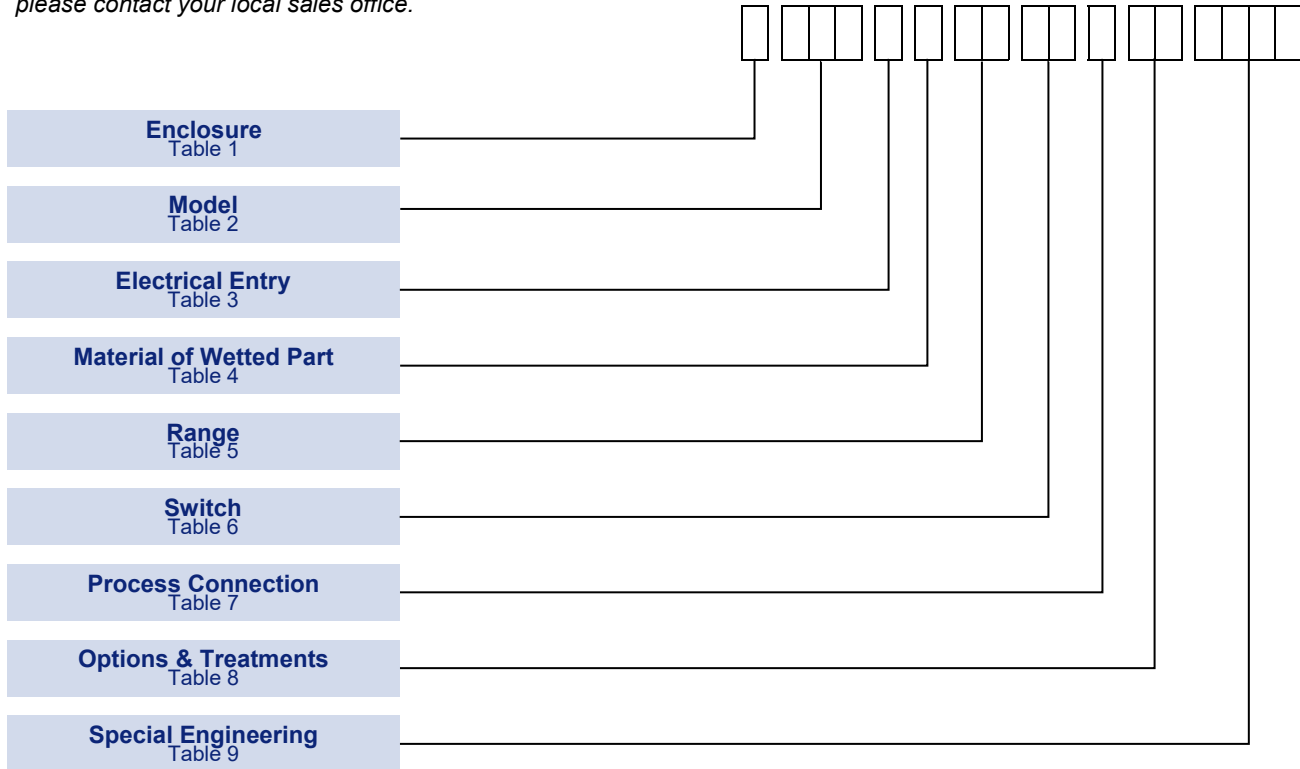 please contact your local sales office.
Enclosure
Table 1
Model
Table 2
Electrical Entry
Table 3
Material of Wetted Part
Table 4
Range
Table 5
Switch
Table 6
Process Connection
Table 7
Options & Treatments
Table 8
Special Engineering
Table 9